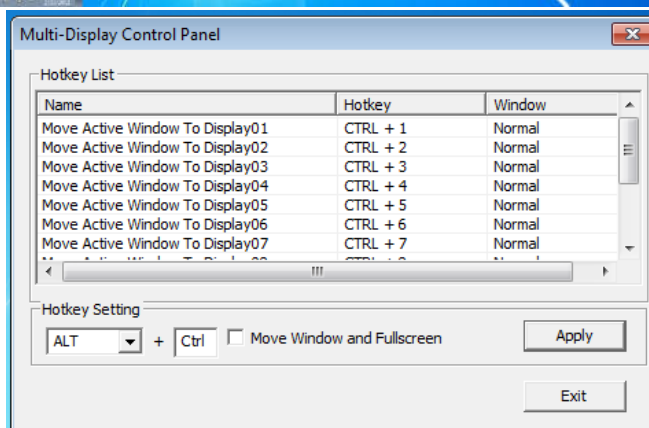 Multi-Display Control Panel
Hotkey List
Name Hotkey Window
Move Active Window To Display01 CTRL + 1 Normal
Move Active Window To Display02 CTRL + 2 Normal
Move Active Window To Display03 CTRL + 3 Normal
Move Active Window To Display04 CTRL + 4 Normal
Move Active Window To Display05 CTRL + 5 Normal
Move Active Window To Display06 CTRL + 6 Normal
Move Active Window To Display07 CTRL + 7 Normal
Hotkey Setting
ALT + Ctrl Move Window and Fullscreen Apply
Exit